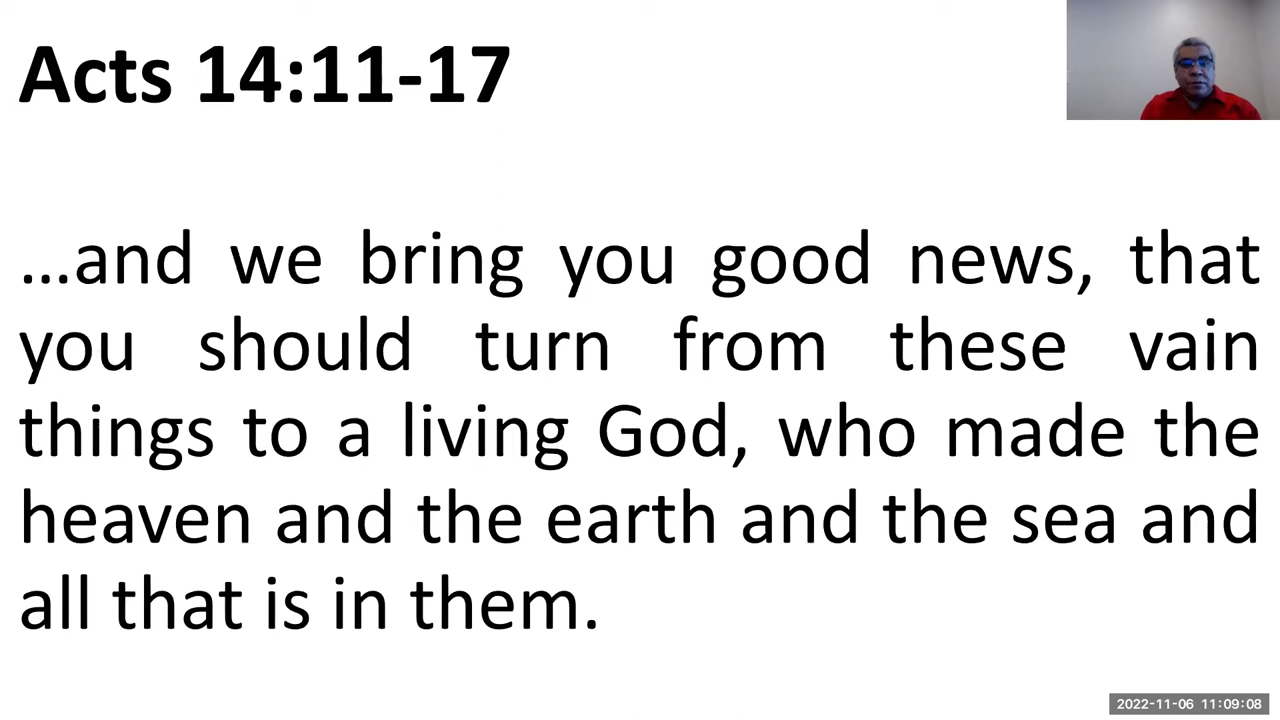 Acts 14:11-17
…and we bring you good news, that
you should turn from these vain
things to a living God, who made the
heaven and the earth and the sea and
all that is in them.
2022-11-06 11:09:08